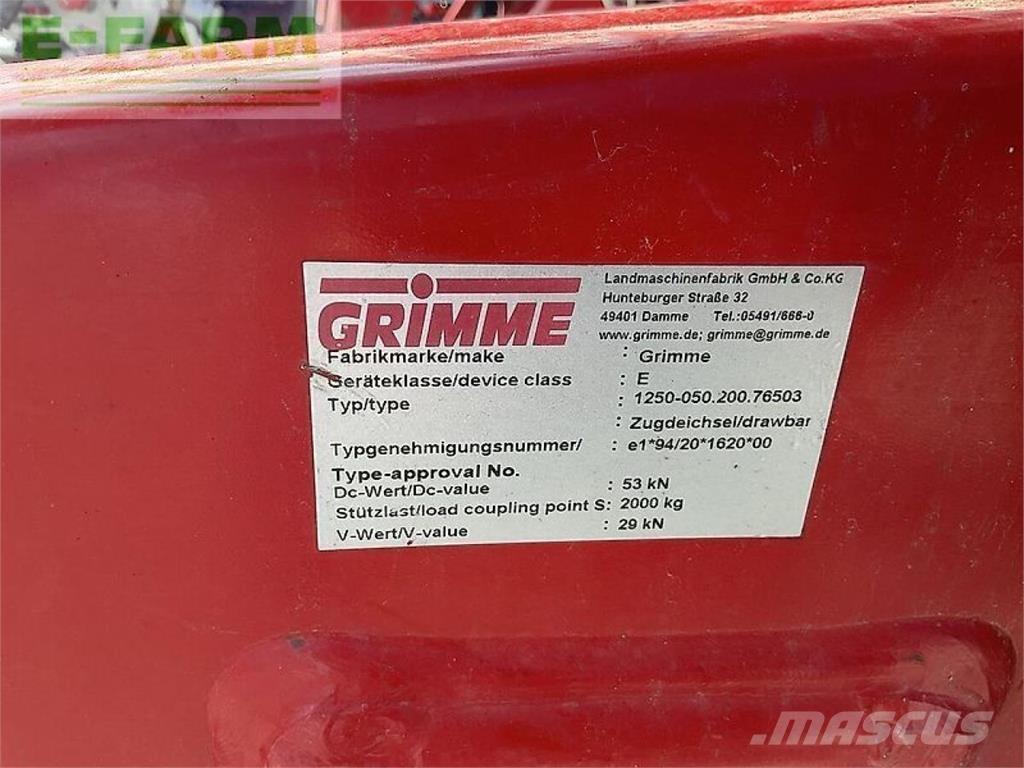 E-FARM
GRIMME
Landmaschinenfabrik GmbH & Co.KG
Hunteburger Straße 32
49401 Damme Tel.:05491/666-0
www.grimme.de; grimme@grimme.de
Fabrikmarke/make : Grimme
Geräteklasse/device class : E
Typ/type : 1250-050.200.76503
: Zugdeichsel/drawbar
Typgenehmigungsnummer/ : e1*94/20*1620*00
Type-approval No.
Dc-Wert/Dc-value : 53 kN
Stützlast/load coupling point S: 2000 kg
V-Wert/V-value : 29 kN
MASCUS